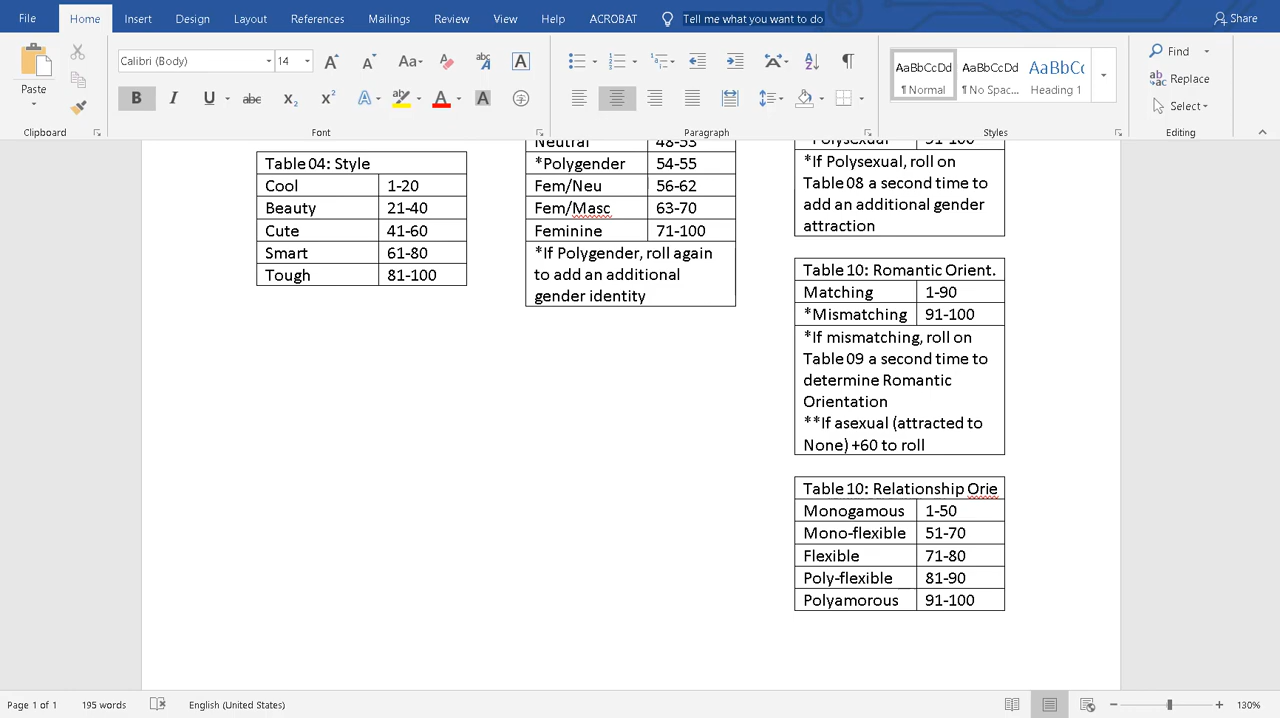 File Home Insert Design Layout References Mailings Review View Help ACROBAT Tell me what you want to do Share
Paste
Clipboard
Calibri (Body) 14
Font
Paragraph
AaBbCcDd AaBbCcDd AaBbCc
¶ Normal ¶ No Spac... Heading 1
Styles
Find
Replace
Select
Editing
Table 04: Style
Cool 1-20
Beauty 21-40
Cute 41-60
Smart 61-80
Tough 81-100
Neutral 48-53
*Polygender 54-55
Fem/Neu 56-62
Fem/Masc 63-70
Feminine 71-100
*If Polygender, roll again
to add an additional
gender identity
*Polysexual 91-100
*If Polysexual, roll on
Table 08 a second time to
add an additional gender
attraction
Table 10: Romantic Orient.
Matching 1-90
*Mismatching 91-100
*If mismatching, roll on
Table 09 a second time to
determine Romantic
Orientation
**If asexual (attracted to
None) +60 to roll
Table 10: Relationship Orie
Monogamous 1-50
Mono-flexible 51-70
Flexible 71-80
Poly-flexible 81-90
Polyamorous 91-100
Page 1 of 1 195 words English (United States) 130%